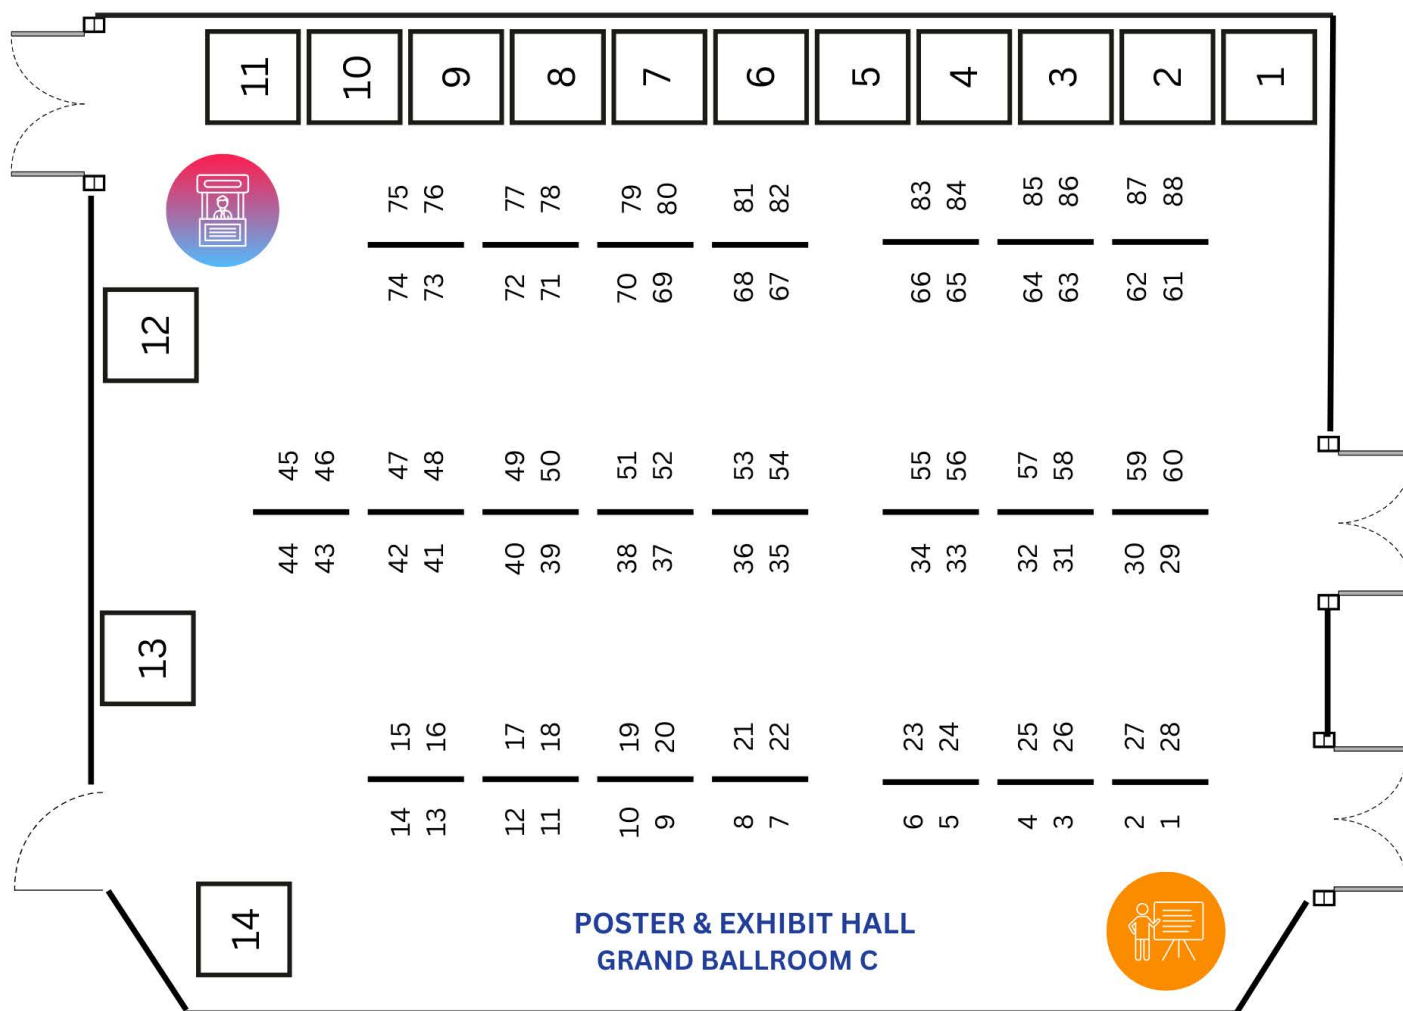 11 10 9 8 7 6 5 4 3 2 1
75 76 77 78 79 80 81 82 83 84 85 86 87 88
74 73 72 71 70 69 68 67 66 65 64 63 62 61
12
45 46 47 48 49 50 51 52 53 54 55 56 57 58 59 60
44 43 42 41 40 39 38 37 36 35 34 33 32 31 30 29
13
15 16 17 18 19 20 21 22 23 24 25 26 27 28
14 13 12 11 10 9 8 7 6 5 4 3 2 1
14
POSTER & EXHIBIT HALL
GRAND BALLROOM C